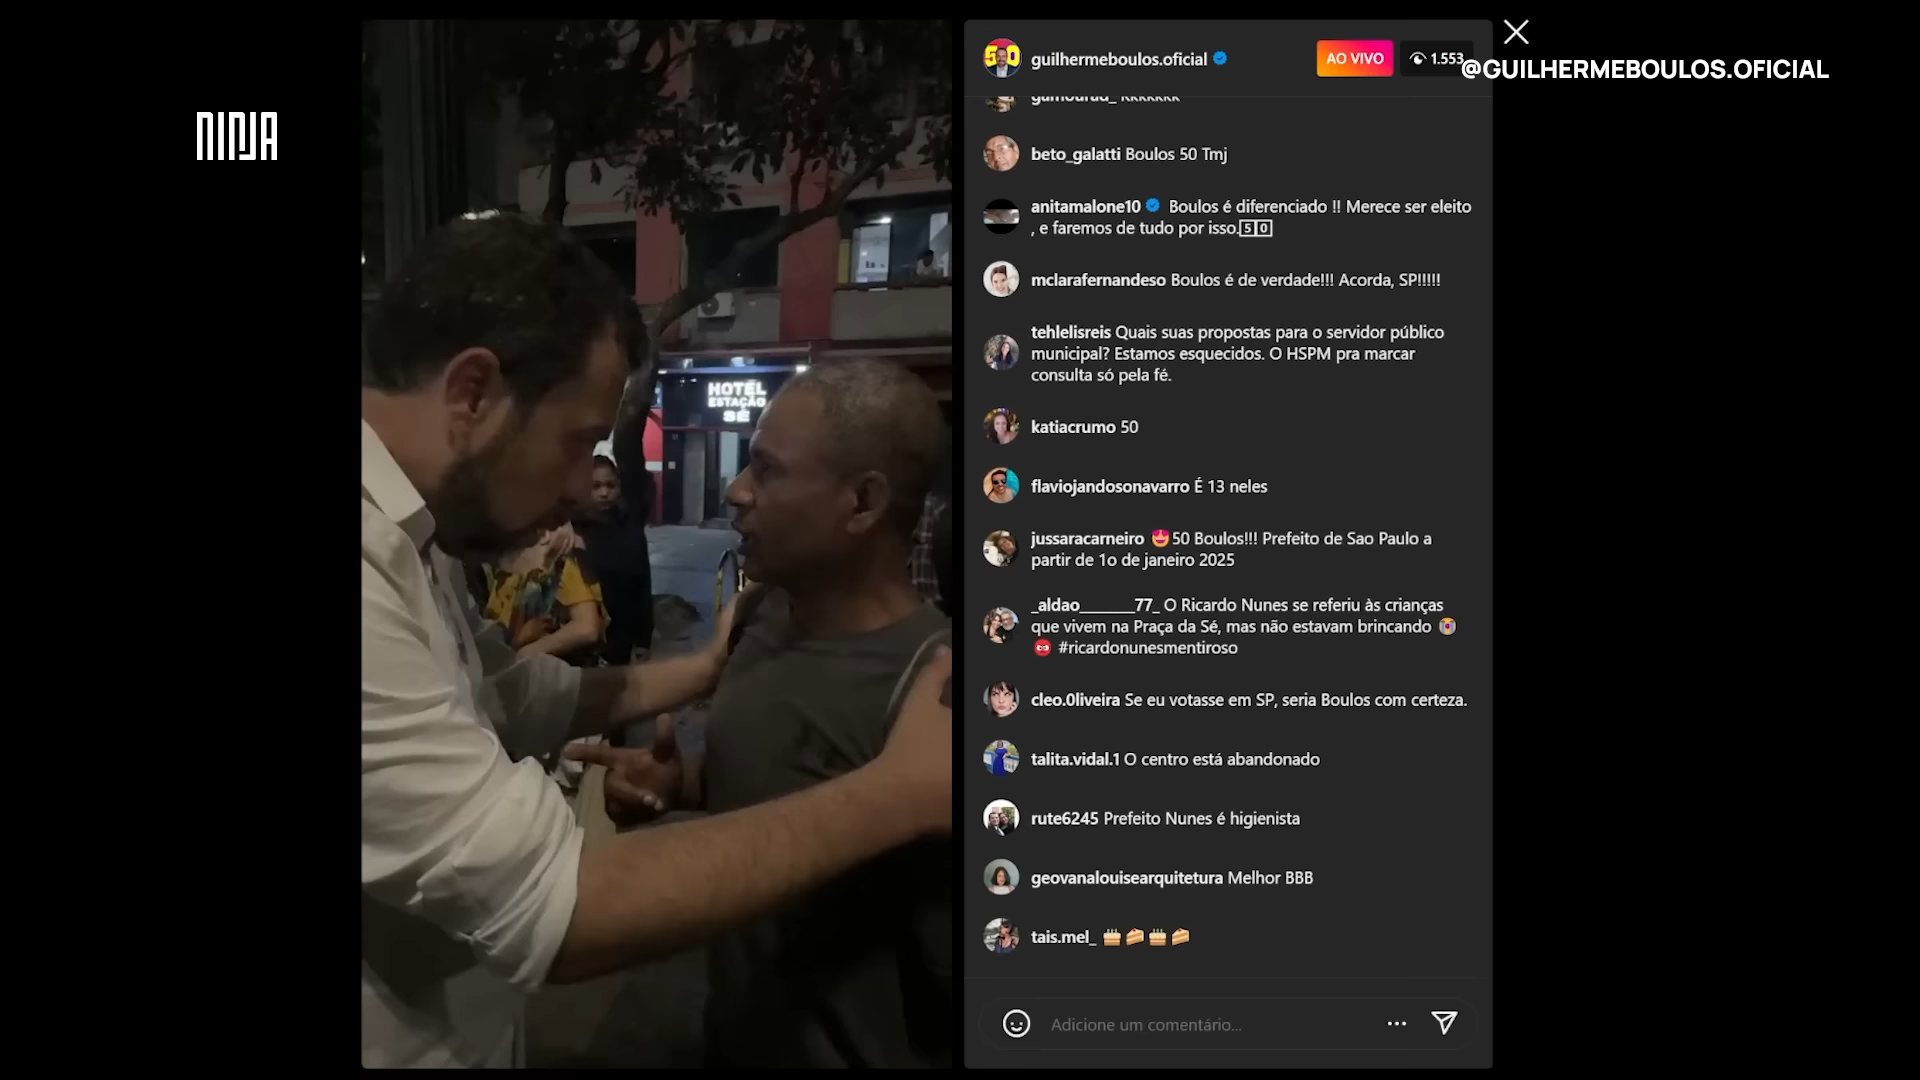 NINJA
HOTEL
ESTAÇÃO
SÉ
50
guilhermeboulos.oficial
AO VIVO
1.553
@GUILHERMEBOULOS.OFICIAL
gamourad_ kkkkkkk
beto_galatti Boulos 50 Tmj
anitamalone10 Boulos é diferenciado !! Merece ser eleito
, e faremos de tudo por isso.5️⃣0️⃣
mclarafernandeso Boulos é de verdade!!! Acorda, SP!!!!!
tehlelisreis Quais suas propostas para o servidor público
municipal? Estamos esquecidos. O HSPM pra marcar
consulta só pela fé.
katiacrumo 50
flaviojandosonavarro É 13 neles
jussaracarneiro 😍50 Boulos!!! Prefeito de Sao Paulo a
partir de 1o de janeiro 2025
_aldao_______77_ O Ricardo Nunes se referiu às crianças
que vivem na Praça da Sé, mas não estavam brincando 😭
#ricardonunesmentiroso
cleo.0liveira Se eu votasse em SP, seria Boulos com certeza.
talita.vidal.1 O centro está abandonado
rute6245 Prefeito Nunes é higienista
geovanalouisearquitetura Melhor BBB
tais.mel_ 🎂🍰🎂🍰
Adicione um comentário...